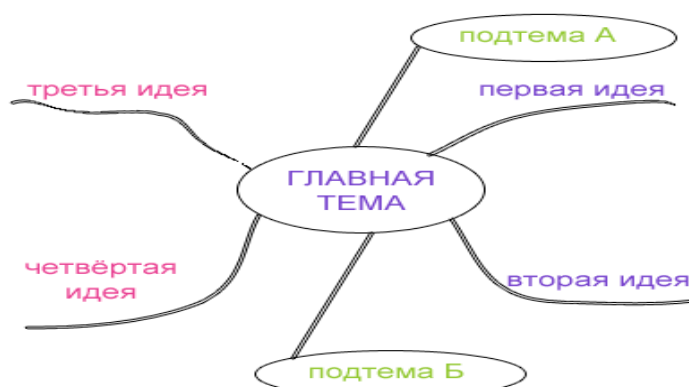 подтема А
третья идея
первая идея
ГЛАВНАЯ
ТЕМА
четвёртая
идея
вторая идея
подтема Б